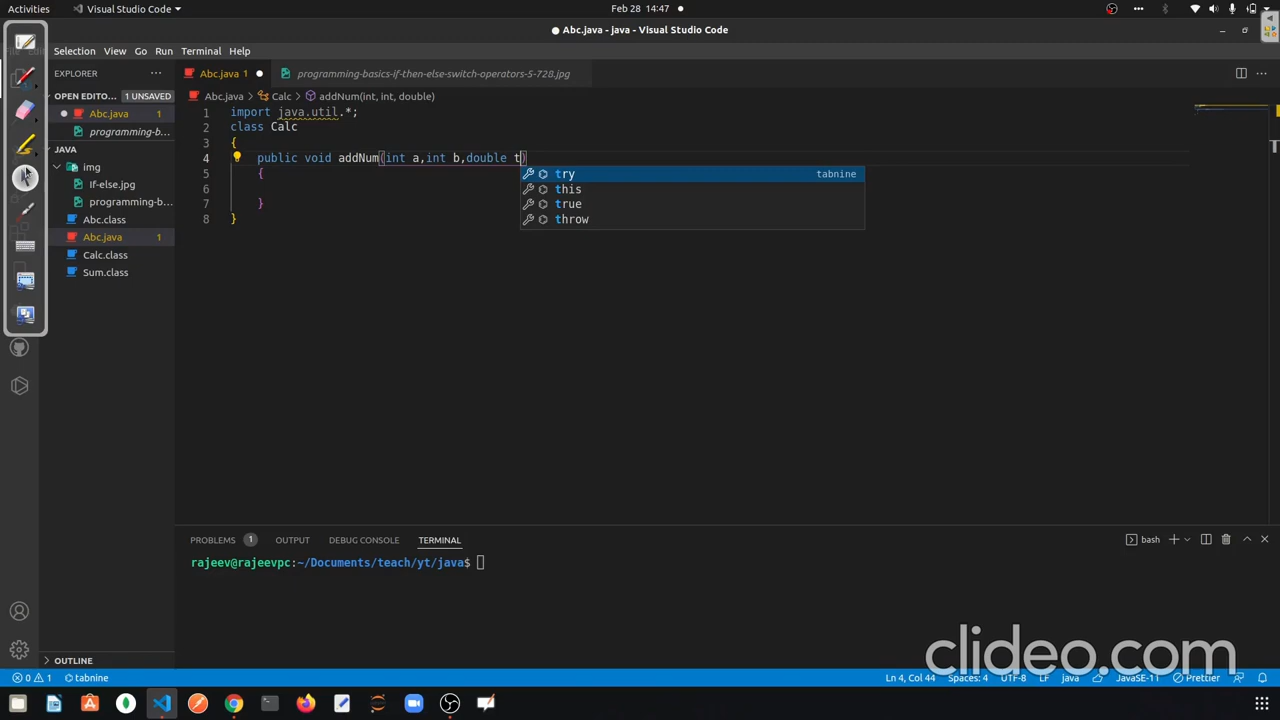 Activities
Visual Studio Code
Feb 28 14:47
Abc.java - java - Visual Studio Code
Selection View Go Run Terminal Help
EXPLORER
Abc.java 1
programming-basics-if-then-else-switch-operators-5-728.jpg
OPEN EDITO... 1 UNSAVED
Abc.java 1
programming-b...
JAVA
img
If-else.jpg
programming-b...
Abc.class
Abc.java 1
Calc.class
Sum.class
OUTLINE
Abc.java > Calc > addNum(int, int, double)
1 import java.util.*;
2 class Calc
3 {
4 public void addNum(int a,int b,double t)
5 {
6
7 }
8 }
try tabnine
this
true
throw
PROBLEMS 1 OUTPUT DEBUG CONSOLE TERMINAL
bash
rajeev@rajeevpc:~/Documents/teach/yt/java$
clideo.com
0 1 tabnine
Ln 4, Col 44 Spaces: 4 UTF-8 LF java JavaSE-11 Prettier